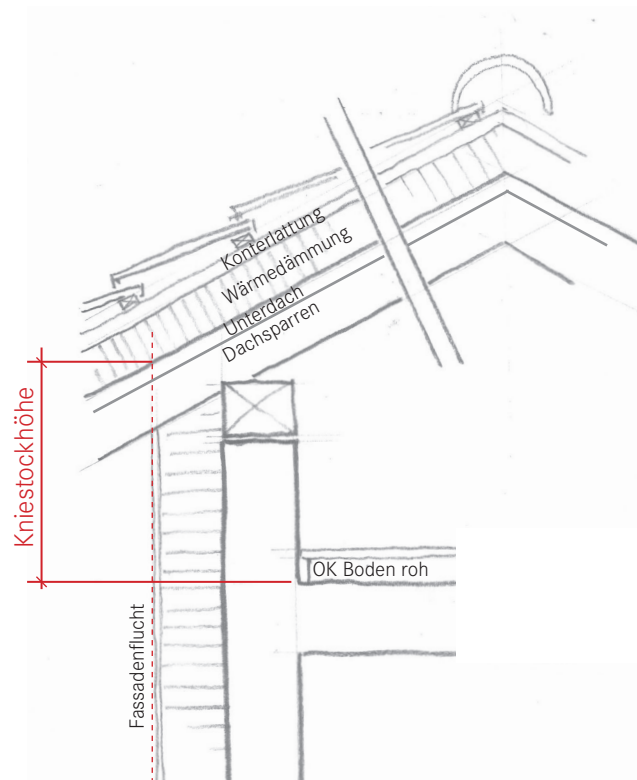 Konterlattung
Wärmedämmung
Unterdach
Dachsparren
Kniestockhöhe
OK Boden roh
Fassadenflucht